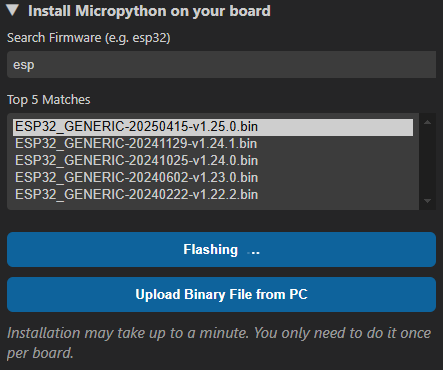 ▼ Install Micropython on your board
Search Firmware (e.g. esp32)
esp
Top 5 Matches
ESP32_GENERIC-20250415-v1.25.0.bin
ESP32_GENERIC-20241129-v1.24.1.bin
ESP32_GENERIC-20241025-v1.24.0.bin
ESP32_GENERIC-20240602-v1.23.0.bin
ESP32_GENERIC-20240222-v1.22.2.bin
Flashing ...
Upload Binary File from PC
Installation may take up to a minute. You only need to do it once
per board.